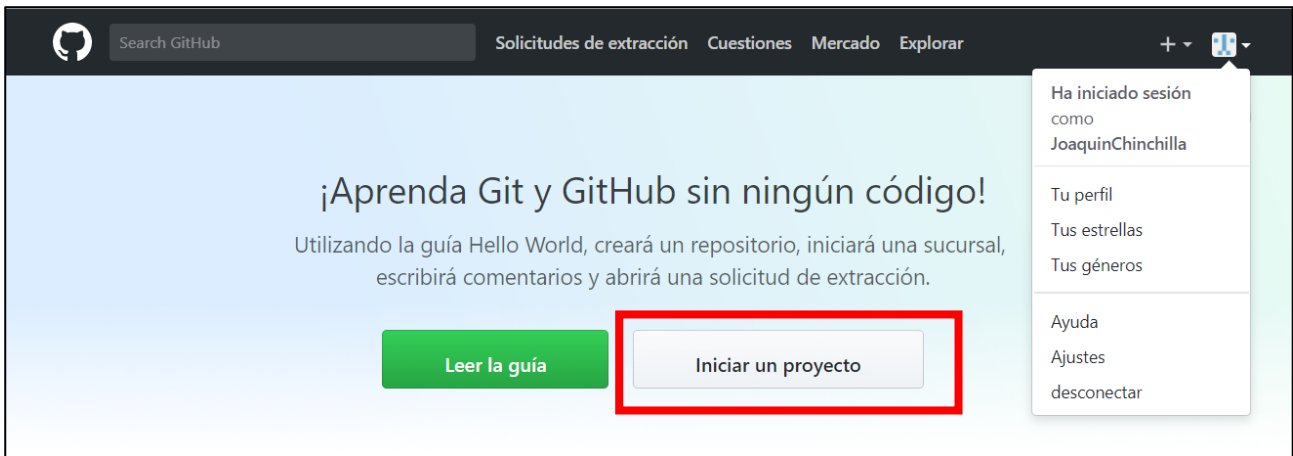 Search GitHub
Solicitudes de extracción Cuestiones Mercado Explorar
Ha iniciado sesión
como
JoaquinChinchilla
Tu perfil
Tus estrellas
Tus géneros
Ayuda
Ajustes
desconectar
¡Aprenda Git y GitHub sin ningún código!
Utilizando la guía Hello World, creará un repositorio, iniciará una sucursal,
escribirá comentarios y abrirá una solicitud de extracción.
Leer la guía
Iniciar un proyecto